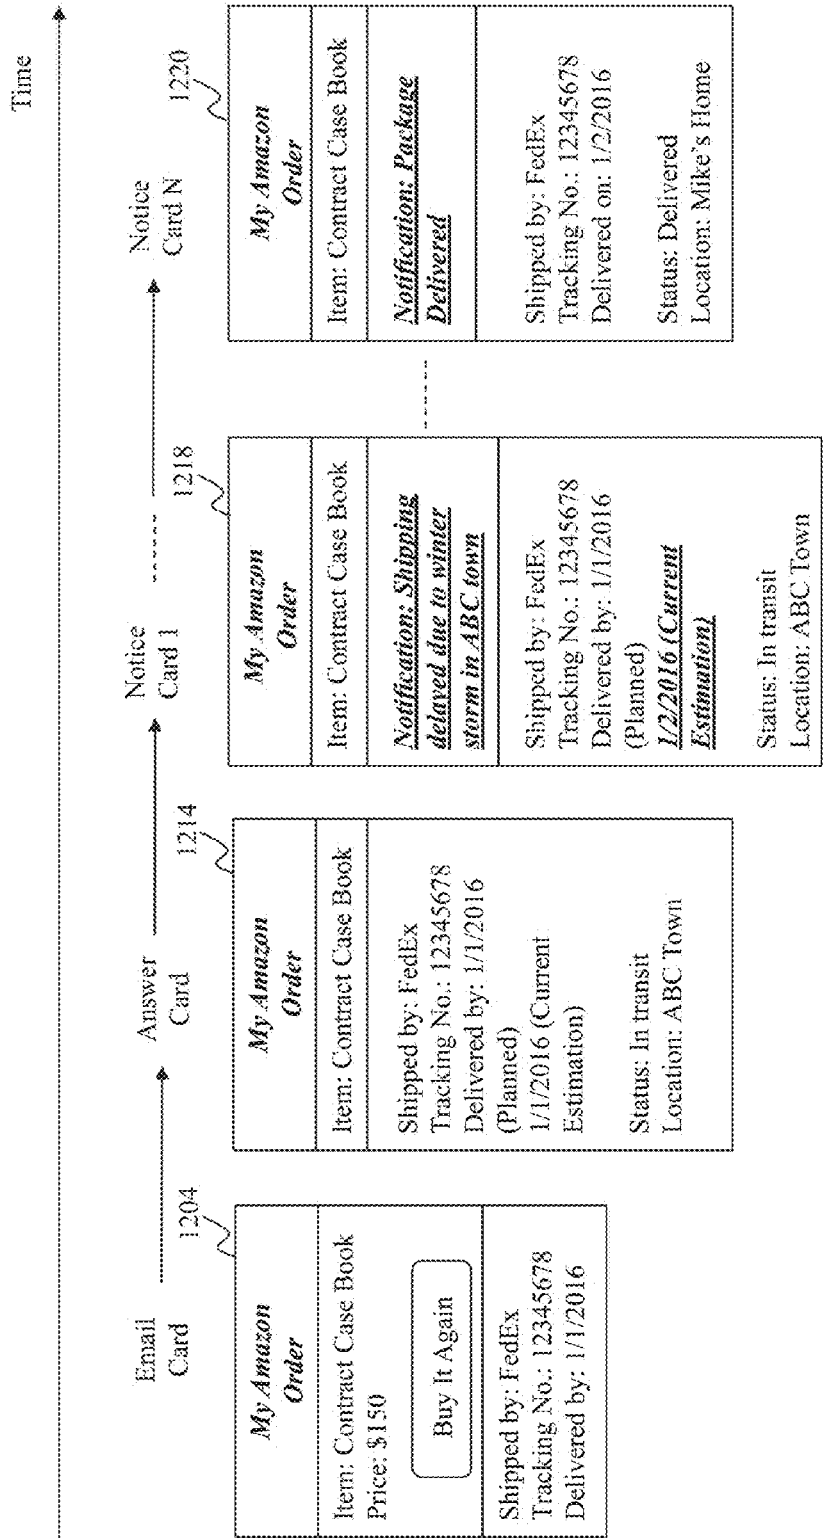 Time
Email
Card
Answer
Card
Notice
Card 1
Notice
Card N
1204
My Amazon
Order
Item: Contract Case Book
Price: $150
Buy It Again
Shipped by: FedEx
Tracking No.: 12345678
Delivered by: 1/1/2016
1214
My Amazon
Order
Item: Contract Case Book
Shipped by: FedEx
Tracking No.: 12345678
Delivered by: 1/1/2016
(Planned)
1/1/2016 (Current
Estimation)
Status: In transit
Location: ABC Town
1218
My Amazon
Order
Item: Contract Case Book
Notification: Shipping
delayed due to winter
storm in ABC town
Shipped by: FedEx
Tracking No.: 12345678
Delivered by: 1/1/2016
(Planned)
1/2/2016 (Current
Estimation)
Status: In transit
Location: ABC Town
1220
My Amazon
Order
Item: Contract Case Book
Notification: Package
Delivered
Shipped by: FedEx
Tracking No.: 12345678
Delivered on: 1/2/2016
Status: Delivered
Location: Mike's Home